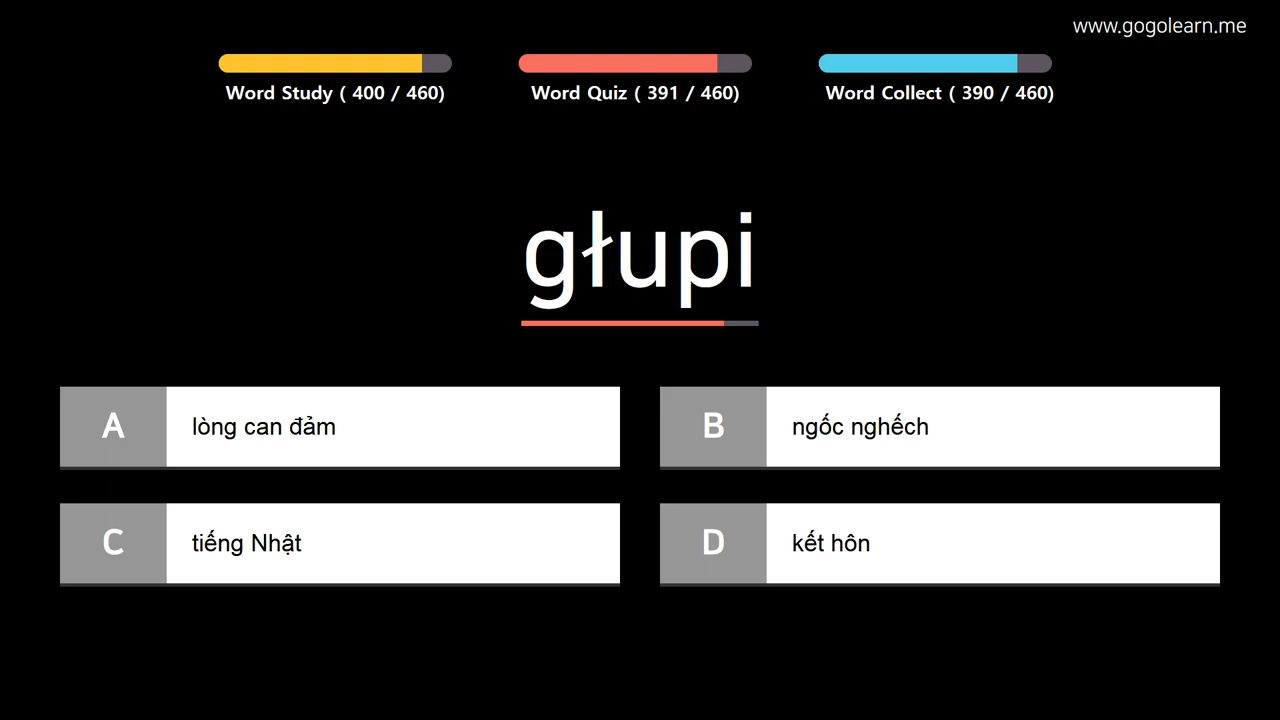 www.gogolearn.me
Word Study ( 400 / 460)
Word Quiz ( 391 / 460)
Word Collect ( 390 / 460)
głupi
A lòng can đảm
B ngốc nghếch
C tiếng Nhật
D kết hôn